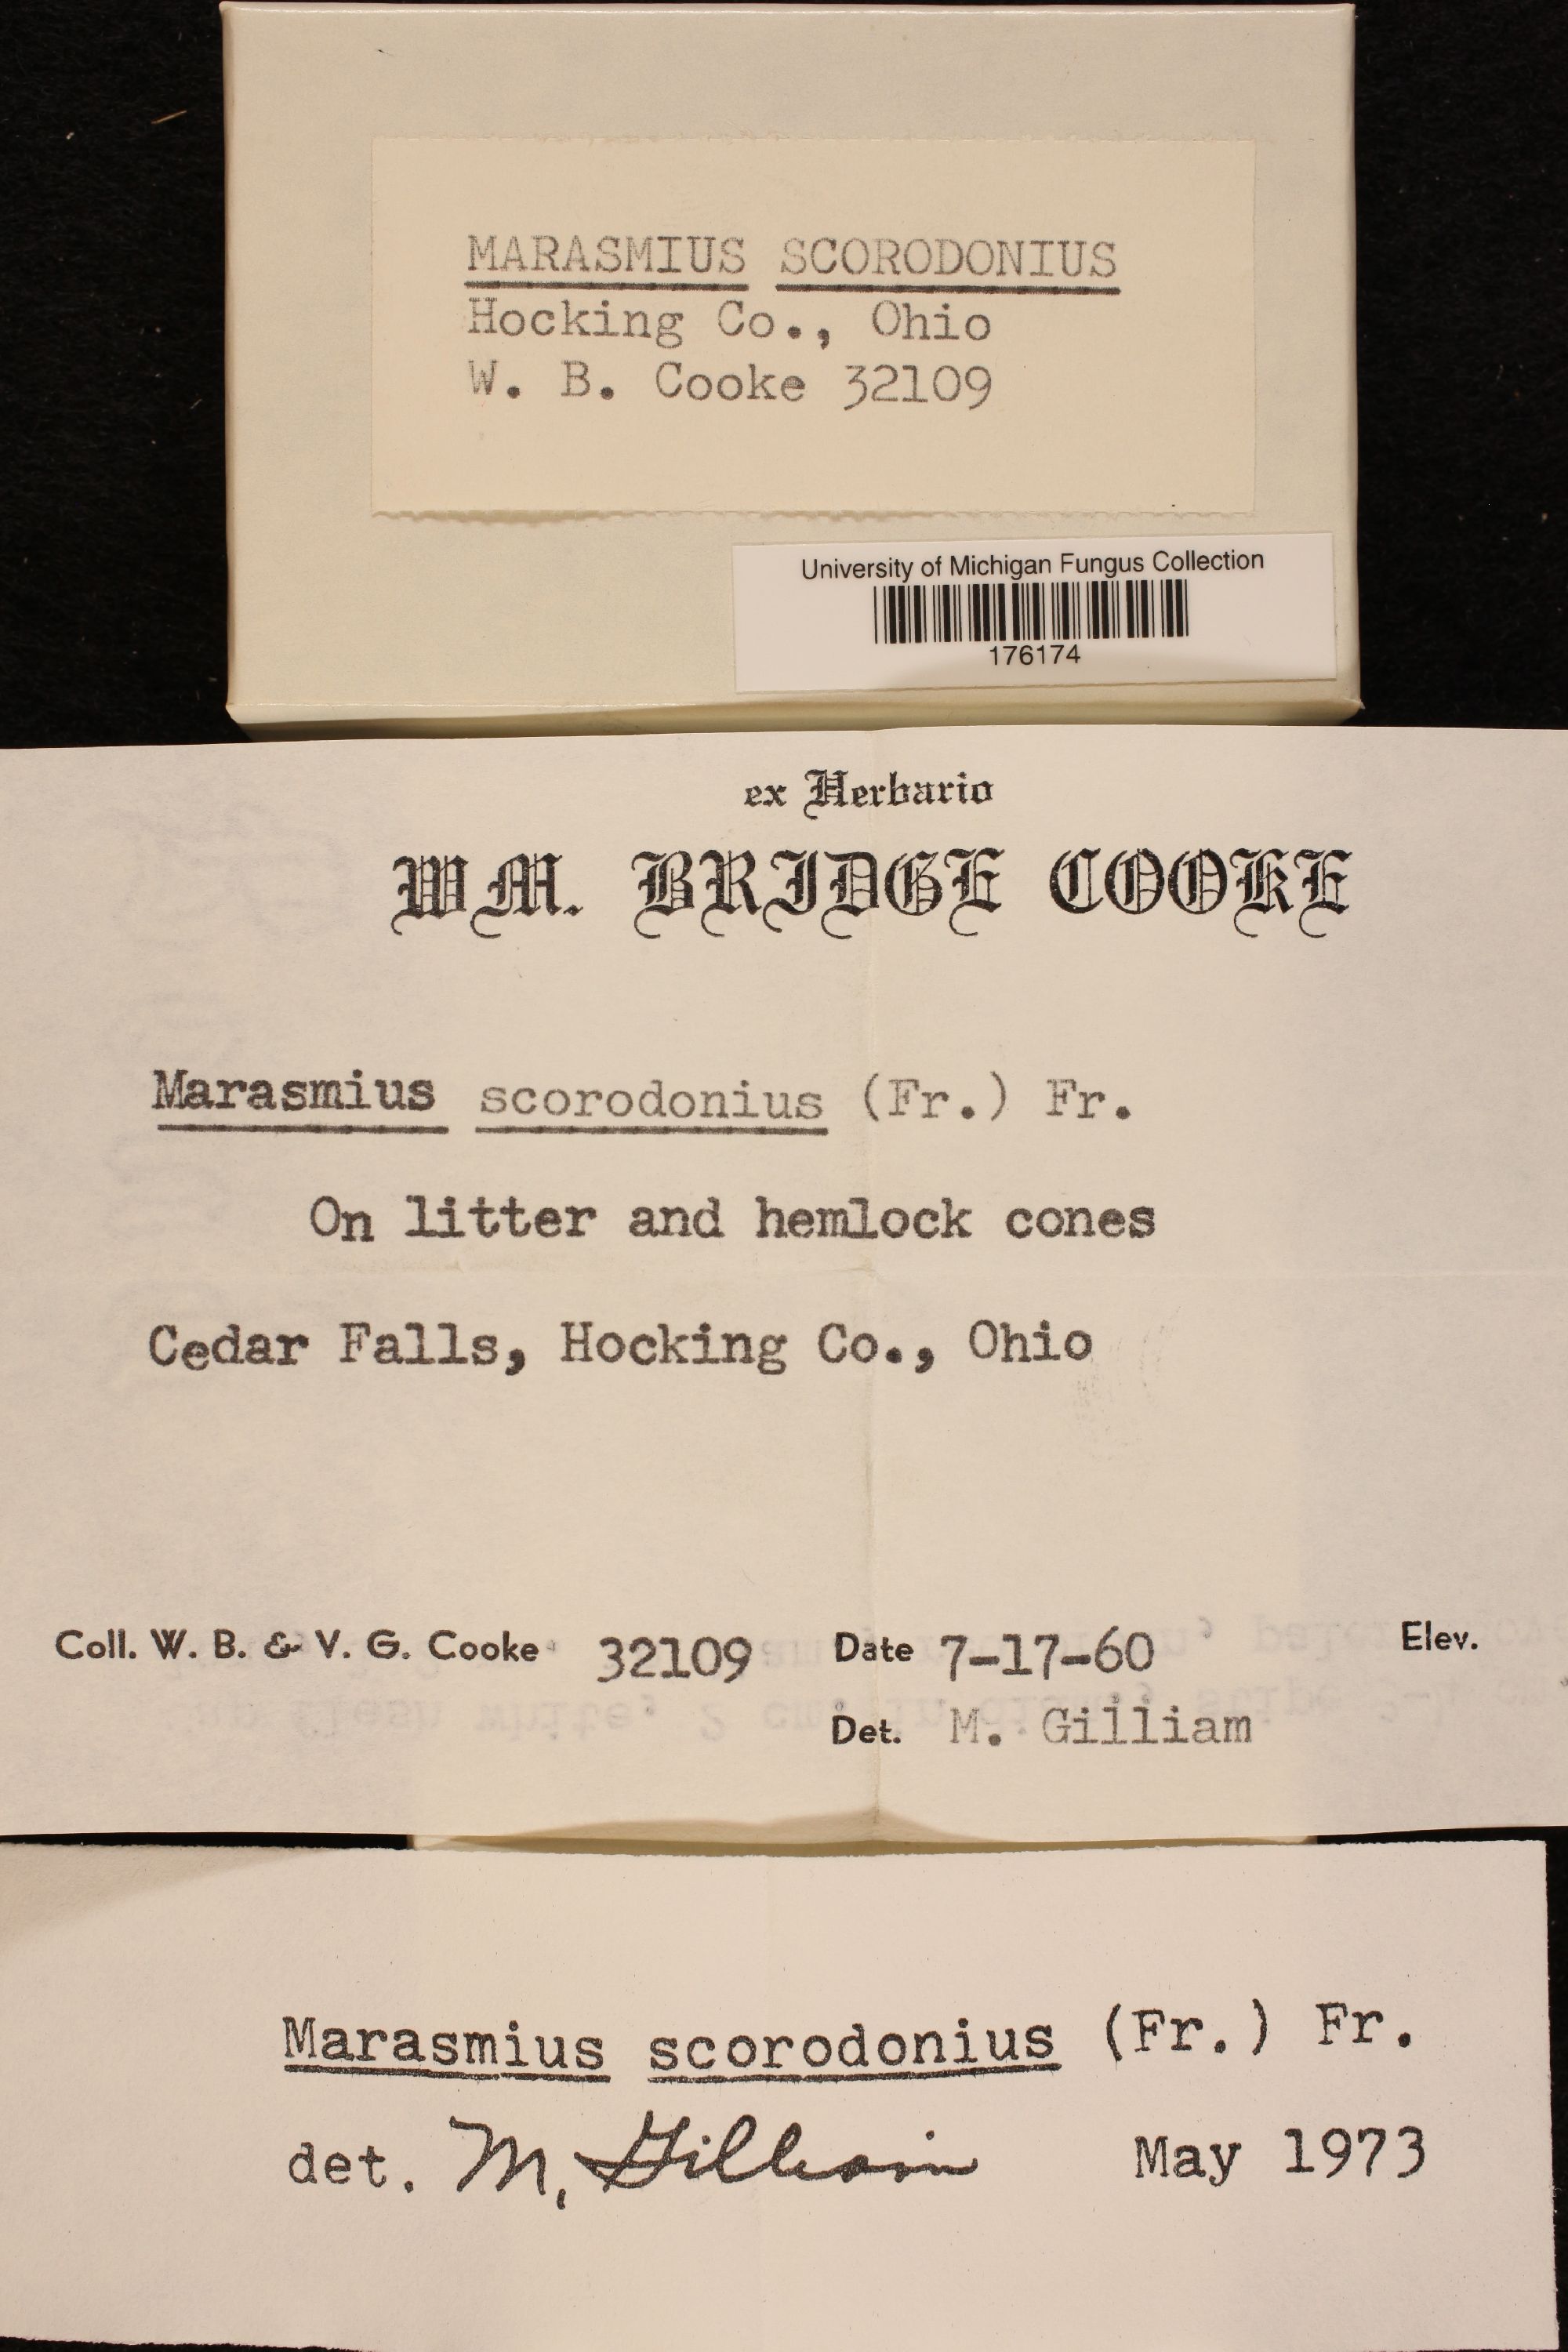 MARASMIUS SCORODONIUS
Hocking Co., Ohio
W. B. Cooke 32109
University of Michigan Fungus Collection
176174
ex Herbario
WM. BRIDGE COOKE
Marasmius scorodonius (Fr.) Fr.
On litter and hemlock cones
Cedar Falls, Hocking Co., Ohio
Coll. W. B. & V. G. Cooke 32109 Date 7-17-60 Elev.
Det. M. Gilliam
Marasmius scorodonius (Fr.) Fr.
det. M. Gilliam May 1973